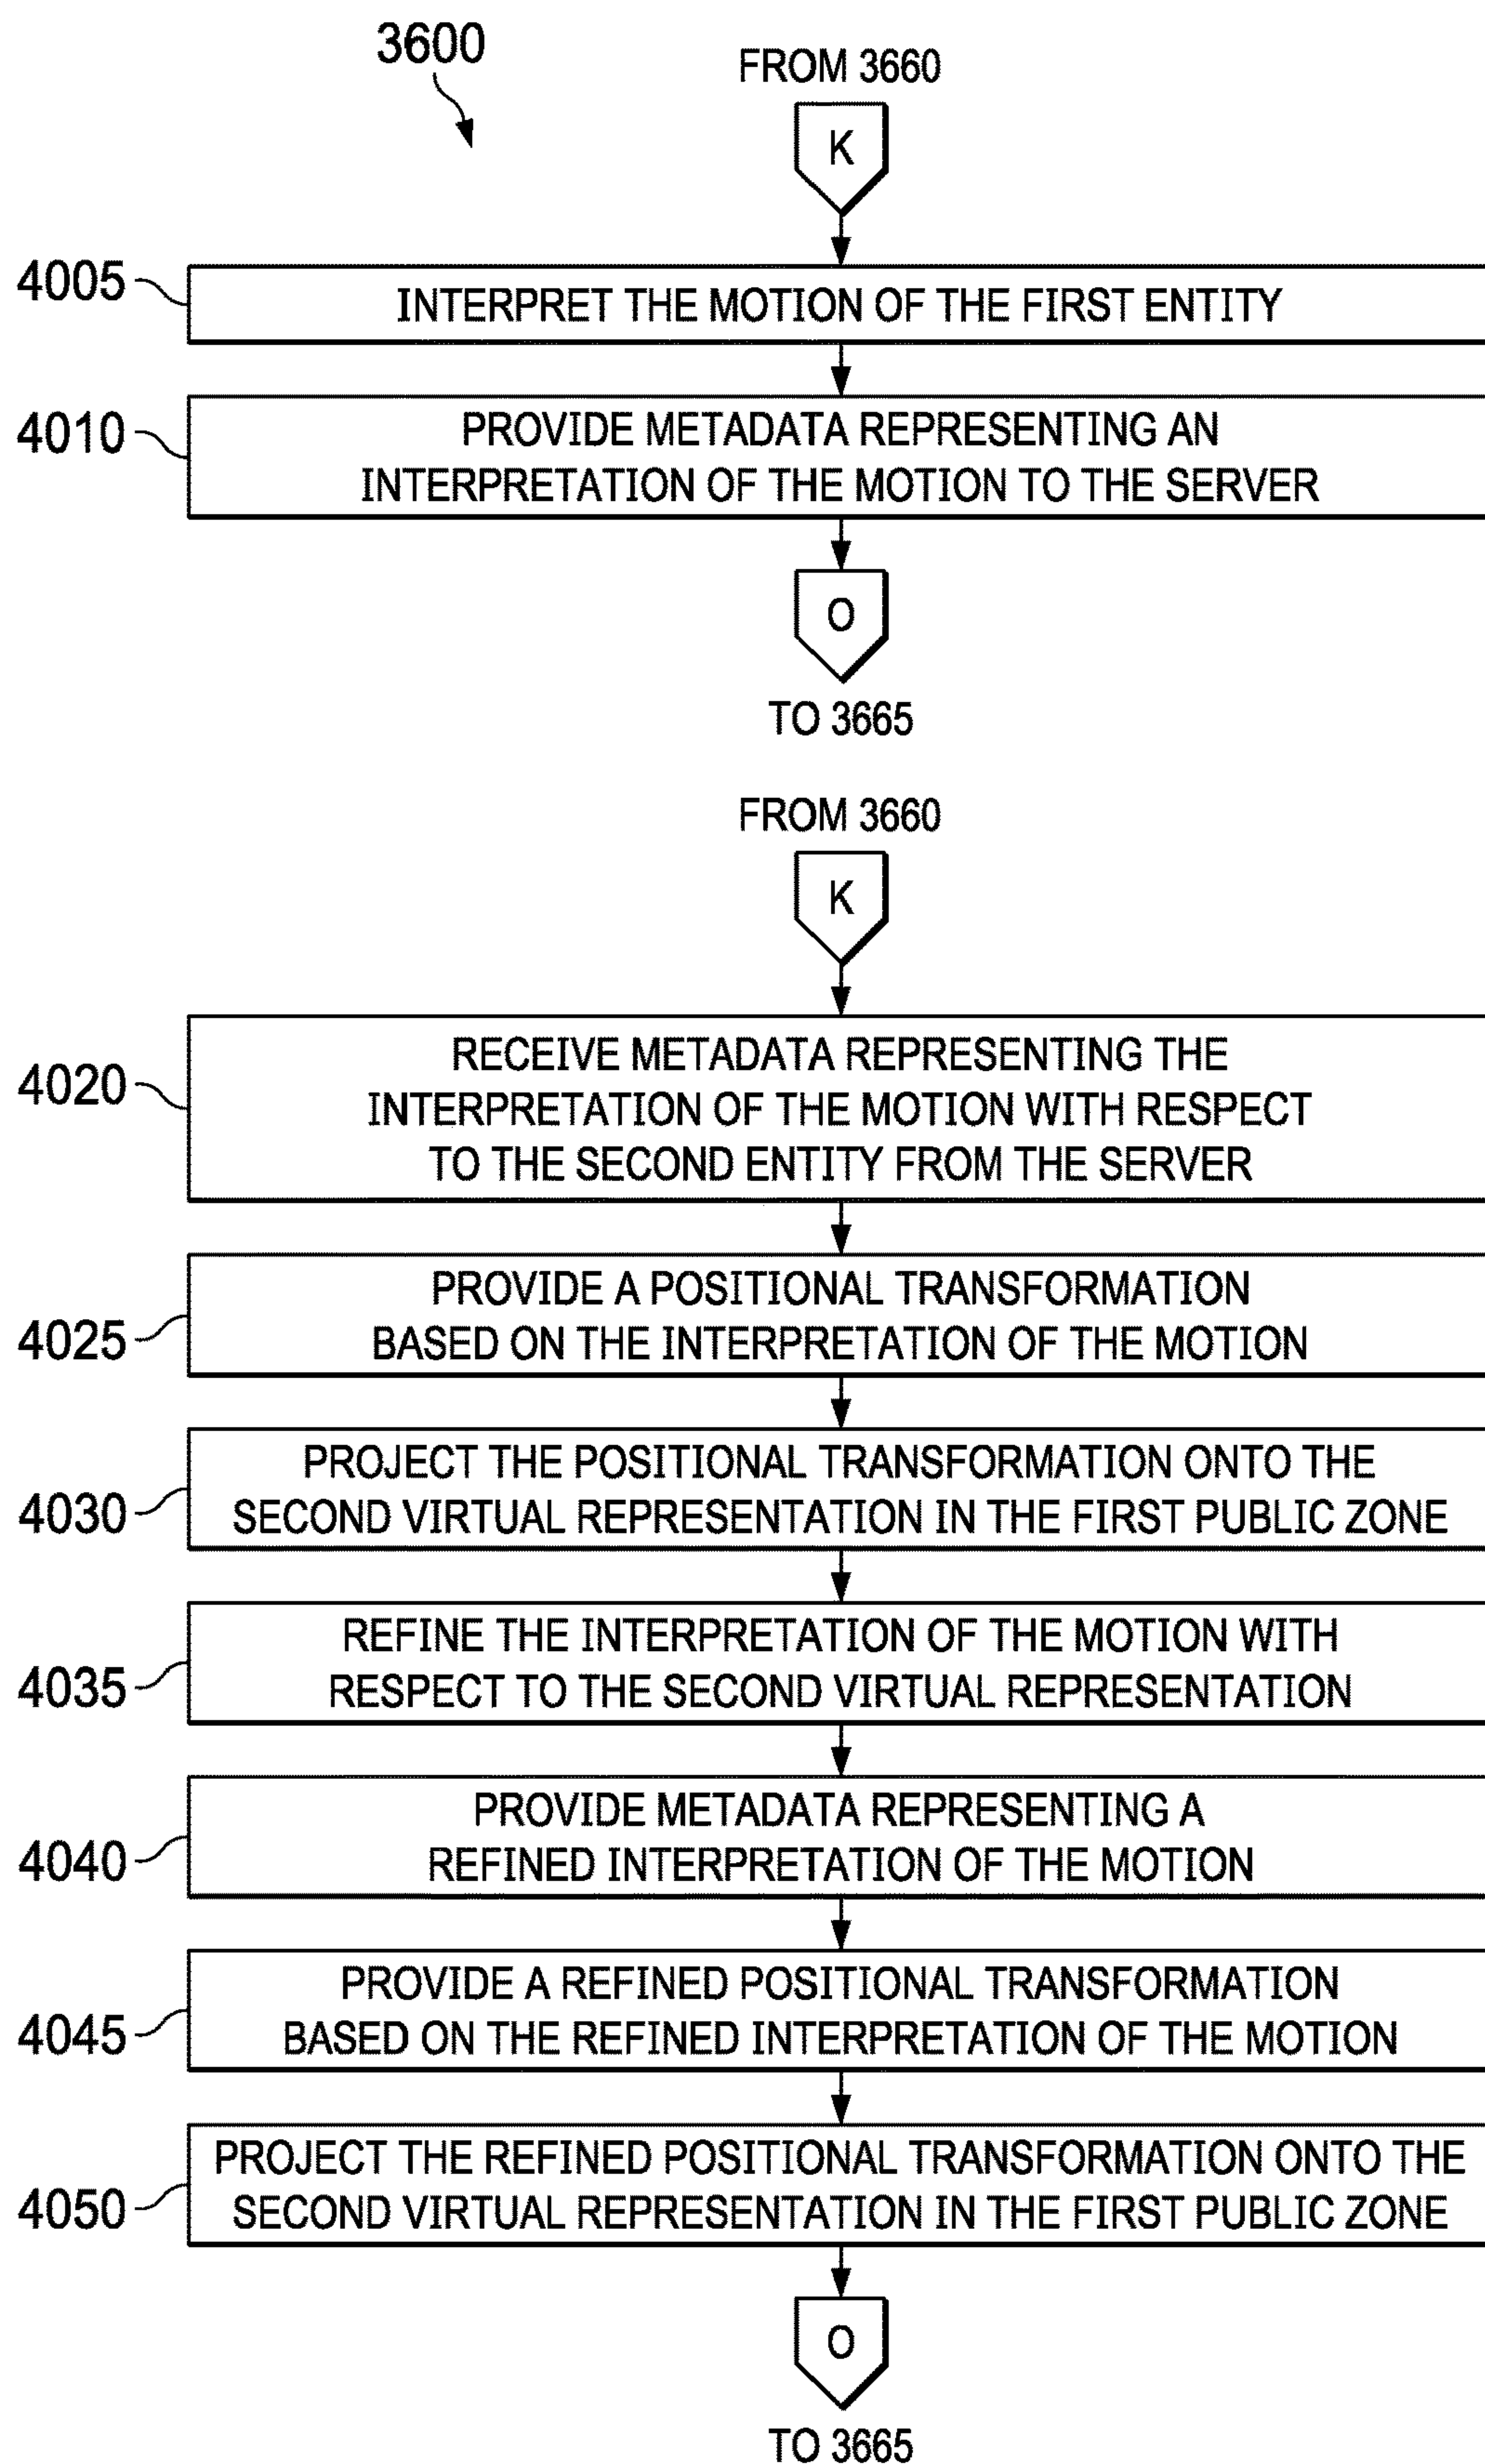 3600
FROM 3660
K
4005
INTERPRET THE MOTION OF THE FIRST ENTITY
4010
PROVIDE METADATA REPRESENTING AN
INTERPRETATION OF THE MOTION TO THE SERVER
O
TO 3665
FROM 3660
K
4020
RECEIVE METADATA REPRESENTING THE
INTERPRETATION OF THE MOTION WITH RESPECT
TO THE SECOND ENTITY FROM THE SERVER
4025
PROVIDE A POSITIONAL TRANSFORMATION
BASED ON THE INTERPRETATION OF THE MOTION
4030
PROJECT THE POSITIONAL TRANSFORMATION ONTO THE
SECOND VIRTUAL REPRESENTATION IN THE FIRST PUBLIC ZONE
4035
REFINE THE INTERPRETATION OF THE MOTION WITH
RESPECT TO THE SECOND VIRTUAL REPRESENTATION
4040
PROVIDE METADATA REPRESENTING A
REFINED INTERPRETATION OF THE MOTION
4045
PROVIDE A REFINED POSITIONAL TRANSFORMATION
BASED ON THE REFINED INTERPRETATION OF THE MOTION
4050
PROJECT THE REFINED POSITIONAL TRANSFORMATION ONTO THE
SECOND VIRTUAL REPRESENTATION IN THE FIRST PUBLIC ZONE
O
TO 3665